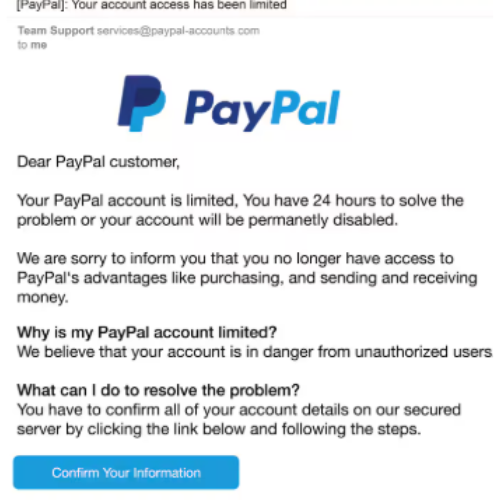 [PayPal]: Your account access has been limited
Team Support services@paypal-accounts.com
to me
PayPal
Dear PayPal customer,
Your PayPal account is limited, You have 24 hours to solve the
problem or your account will be permanetly disabled.
We are sorry to inform you that you no longer have access to
PayPal's advantages like purchasing, and sending and receiving
money.
Why is my PayPal account limited?
We believe that your account is in danger from unauthorized users.
What can I do to resolve the problem?
You have to confirm all of your account details on our secured
server by clicking the link below and following the steps.
Confirm Your Information